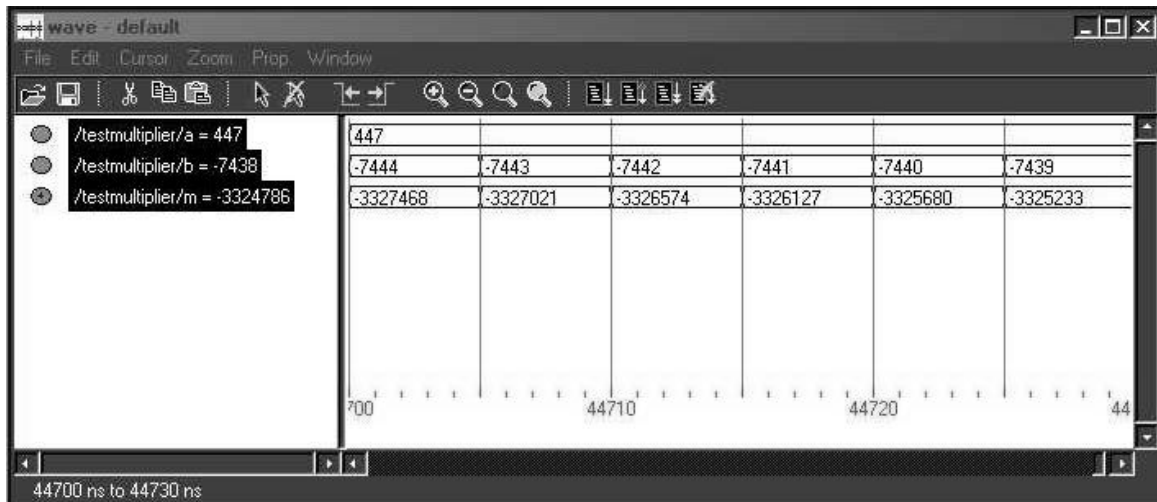 wave - default
File Edit Cursor Zoom Prop Window
/testmultiplier/a = 447
/testmultiplier/b = -7438
/testmultiplier/m = -3324786
447
-7444 -7443 -7442 -7441 -7440 -7439
-3327468 -3327021 -3326574 -3326127 -3325680 -3325233
700 44710 44720 44
44700 ns to 44730 ns